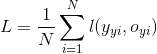 L = \frac{1}{N} \sum_{i=1}^{N} l(y_{yi}, o_{yi})